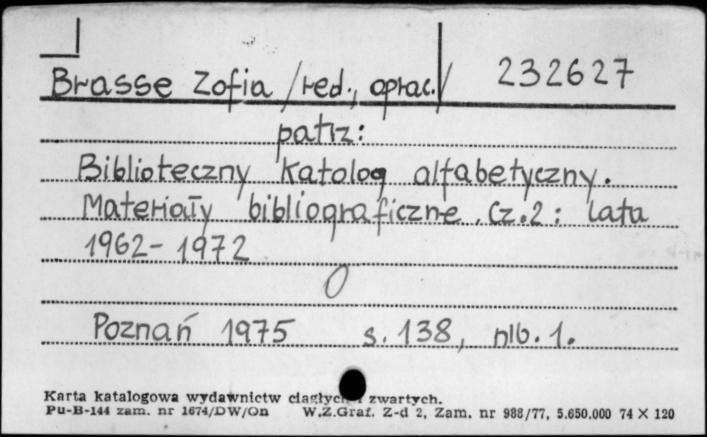 Brasse Zofia /red., oprac./ 232627
patrz:
Biblioteczny katalog alfabetyczny.
Materiały bibliograficzne. Cz.2: Lata
1962-1972
Poznań 1975 s. 138, nlb. 1.
Karta katalogowa wydawnictw ciągłych i zwartych.
Pu-B-144 zam. nr 1674/DW/On W.Z.Graf. Z-d 2, Zam. nr 988/77, 5.650.000 74 X 120